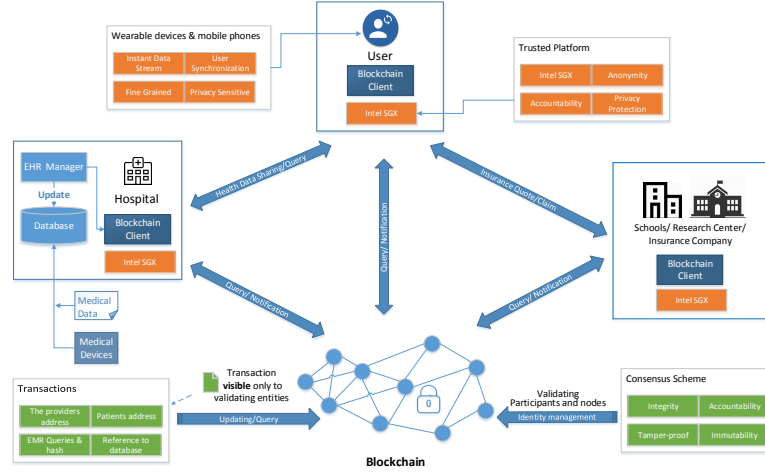 Wearable devices & mobile phones
Instant Data
Stream
User
Synchronization
Fine Grained
Privacy Sensitive
User
Blockchain
Client
Intel SGX
Trusted Platform
Intel SGX
Anonymity
Accountability
Privacy
Protection
EHR Manager
Update
Database
Hospital
Blockchain
Client
Intel SGX
Medical
Data
Medical
Devices
Health Data Sharing/Query
Insurance Quote/Claim
Query/ Notification
Query/ Notification
Query/ Notification
Schools/ Research Center/
Insurance Company
Blockchain
Client
Intel SGX
Transactions
The providers
address
Patients address
EMR Queries &
hash
Reference to
database
Transaction
visible only to
validating entities
Updating/Query
Blockchain
Validating
Participants and nodes
Identity management
Consensus Scheme
Integrity
Accountability
Tamper-proof
Immutability